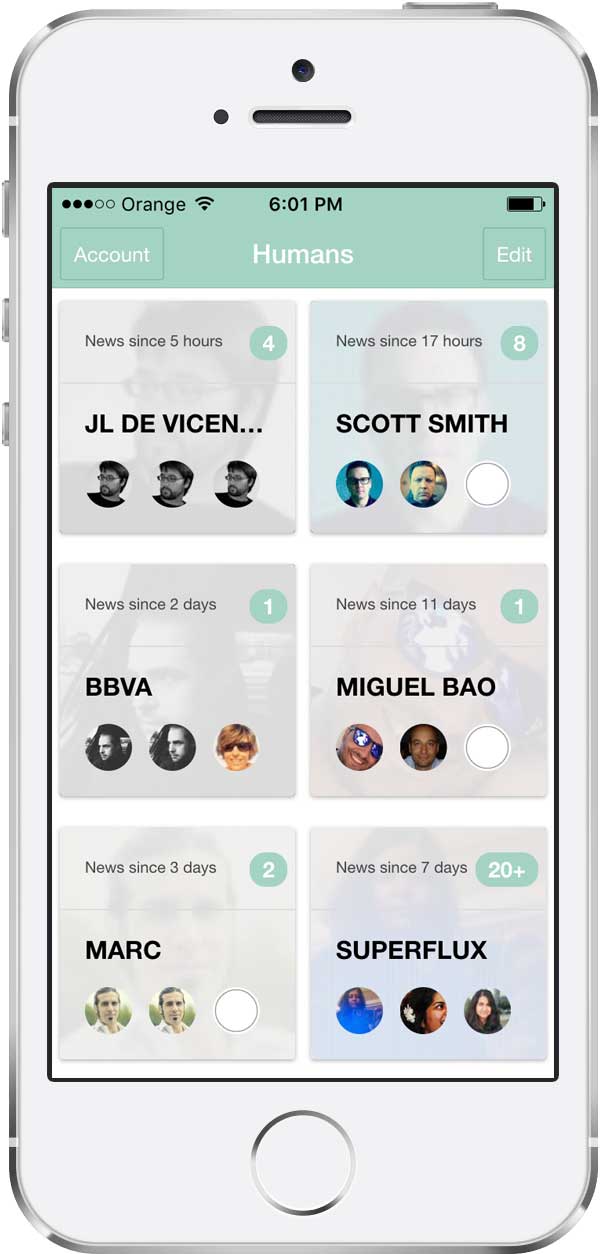 Orange 6:01 PM
Account Humans Edit
News since 5 hours 4
JL DE VICEN...
News since 17 hours 8
SCOTT SMITH
News since 2 days 1
BBVA
News since 11 days 1
MIGUEL BAO
News since 3 days 2
MARC
News since 7 days 20+
SUPERFLUX